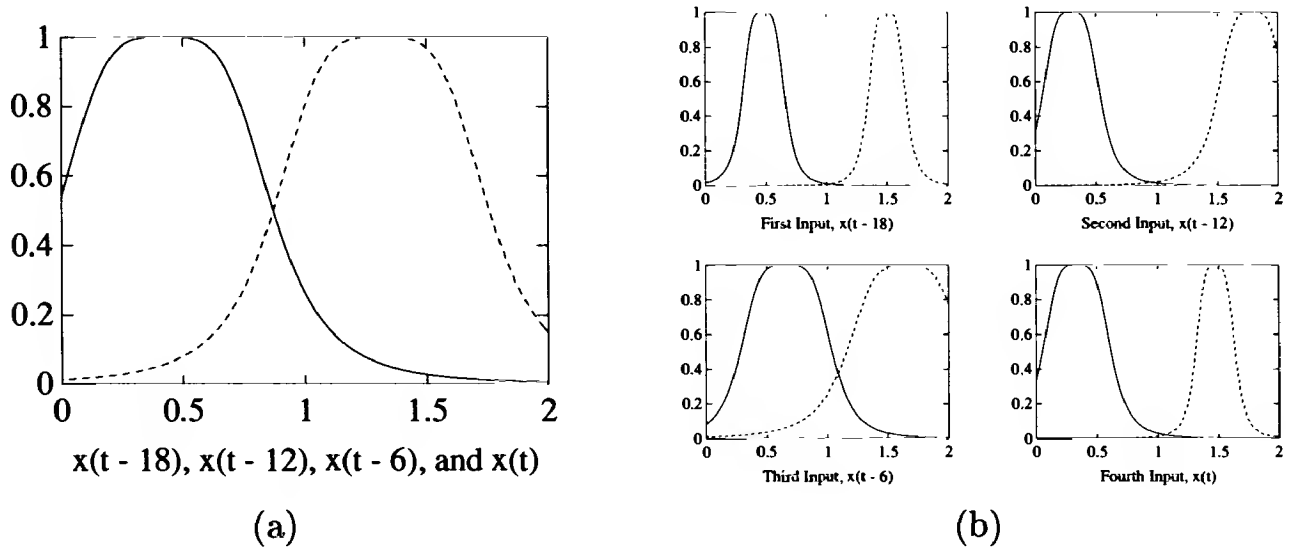 1
0.8
0.6
0.4
0.2
0
0 0.5 1 1.5 2
x(t - 18), x(t - 12), x(t - 6), and x(t)
(a)
1
0.8
0.6
0.4
0.2
0
0 0.5 1 1.5 2
First Input, x(t - 18)
1
0.8
0.6
0.4
0.2
0
0 0.5 1 1.5 2
Second Input, x(t - 12)
1
0.8
0.6
0.4
0.2
0
0 0.5 1 1.5 2
Third Input, x(t - 6)
1
0.8
0.6
0.4
0.2
0
0 0.5 1 1.5 2
Fourth Input, x(t)
(b)